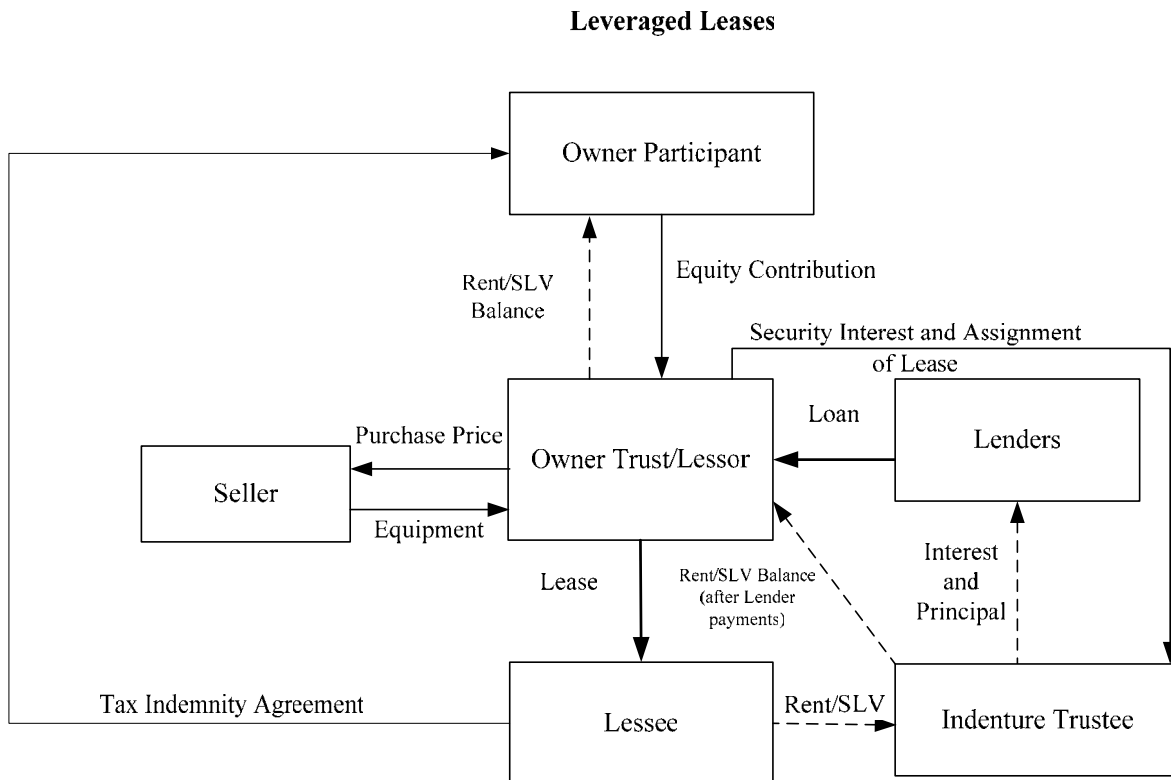 Leveraged Leases
Owner Participant
Rent/SLV
Balance
Equity Contribution
Security Interest and Assignment
of Lease
Loan
Lenders
Purchase Price
Owner Trust/Lessor
Seller
Equipment
Lease
Rent/SLV Balance
(after Lender
payments)
Interest
and
Principal
Tax Indemnity Agreement
Lessee
Rent/SLV
Indenture Trustee